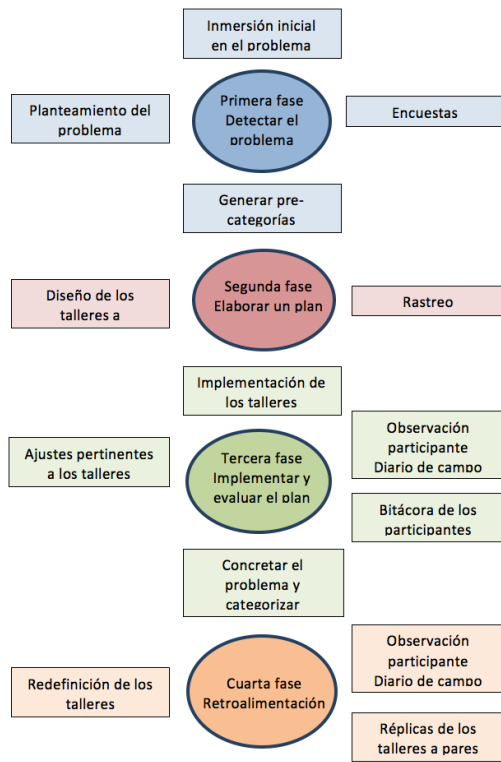 Inmersión inicial
en el problema
Planteamiento del
problema
Primera fase
Detectar el
problema
Encuestas
Generar pre-
categorías
Diseño de los
talleres a
Segunda fase
Elaborar un plan
Rastreo
Implementación de
los talleres
Ajustes pertinentes
a los talleres
Tercera fase
Implementar y
evaluar el plan
Observación
participante
Diario de campo
Bitácora de los
participantes
Concretar el
problema y
categorizar
Redefinición de los
talleres
Cuarta fase
Retroalimentación
Observación
participante
Diario de campo
Réplicas de los
talleres a pares